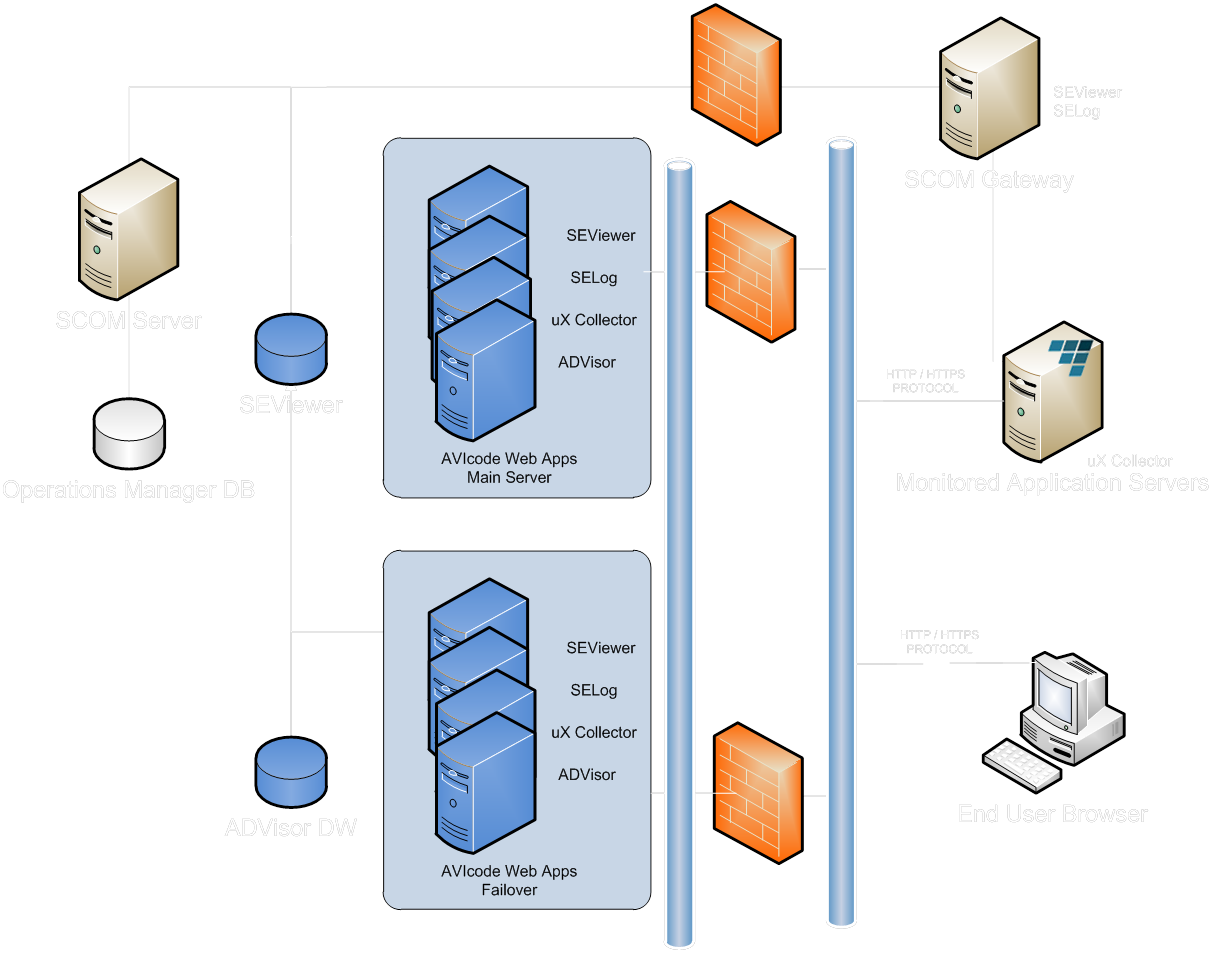 SEViewer
SELog
SCOM Gateway
SCOM Server
SEViewer
Operations Manager DB
SEViewer
SELog
uX Collector
ADVisor
AVIcode Web Apps
Main Server
HTTP / HTTPS
PROTOCOL
uX Collector
Monitored Application Servers
SEViewer
SELog
uX Collector
ADVisor
AVIcode Web Apps
Failover
HTTP / HTTPS
PROTOCOL
ADVisor DW
End User Browser